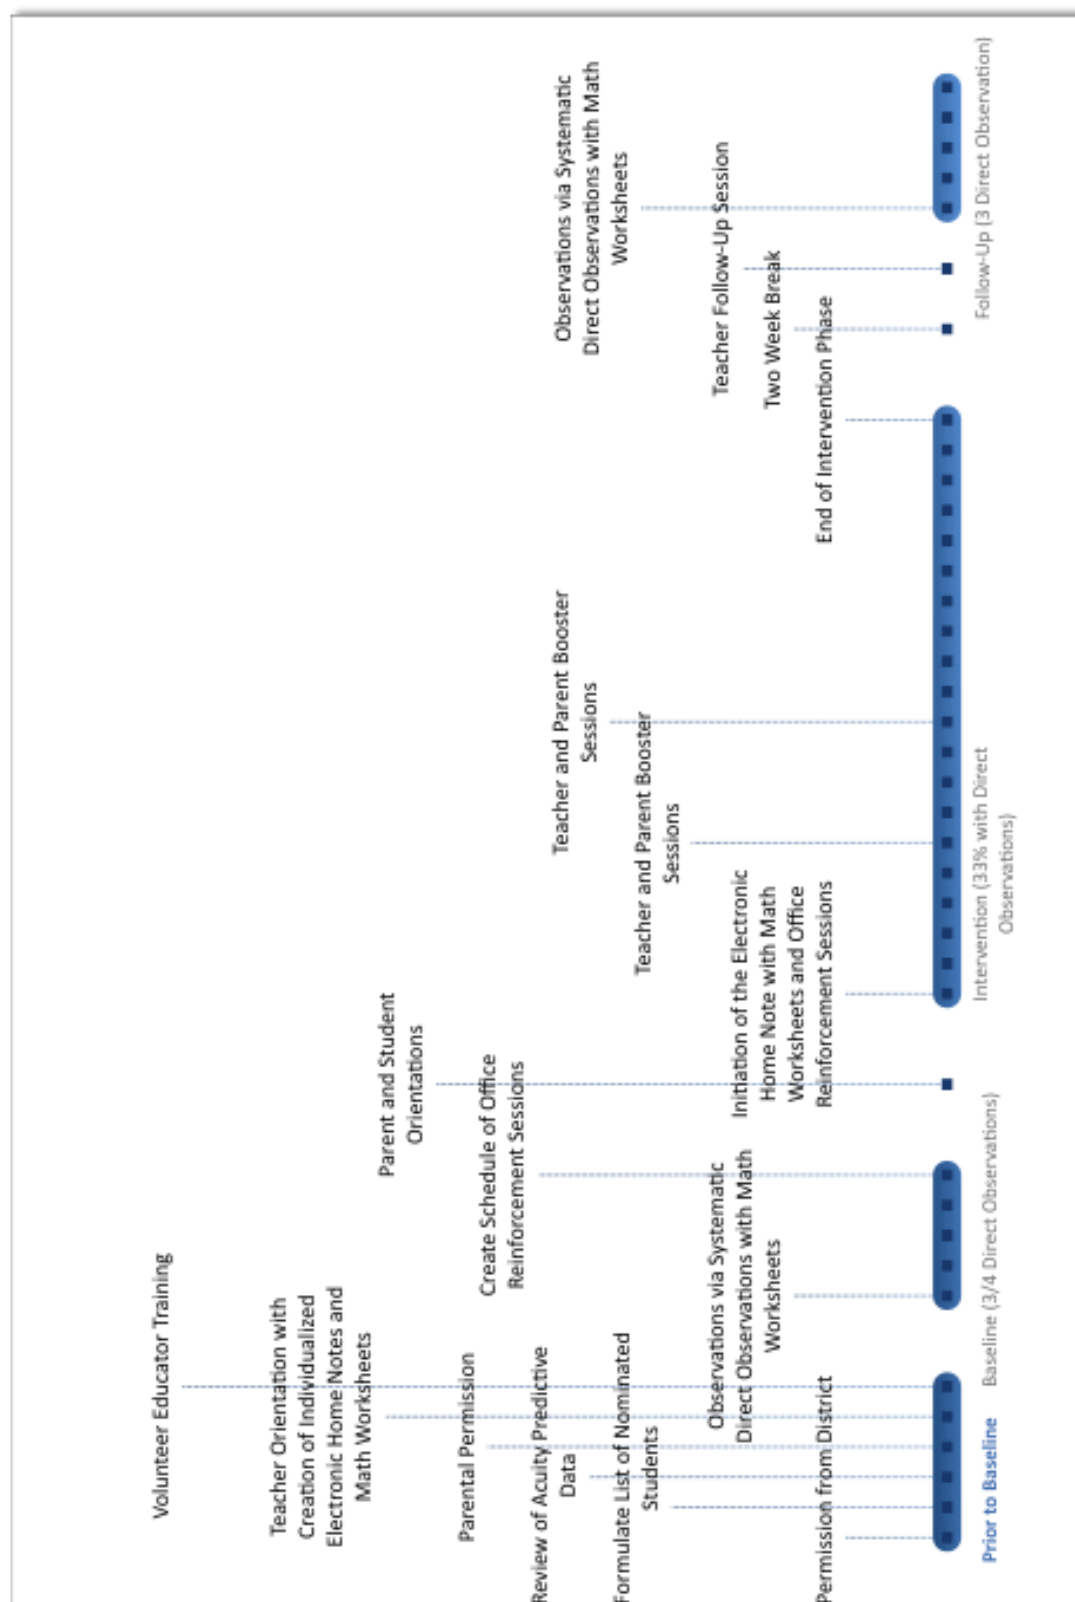 Volunteer Educator Training
Teacher Orientation with
Creation of Individualized
Electronic Home Notes and
Math Worksheets
Parental Permission
Review of Acuity Predictive
Data
Formulate List of Nominated
Students
Permission from District
Prior to Baseline
Parent and Student
Orientations
Create Schedule of Office
Reinforcement Sessions
Observations via Systematic
Direct Observations with Math
Worksheets
Baseline (3/4 Direct Observations)
Teacher and Parent Booster
Sessions
Teacher and Parent Booster
Sessions
Initiation of the Electronic
Home Note with Math
Worksheets and Office
Reinforcement Sessions
Intervention (33% with Direct
Observations)
Observations via Systematic
Direct Observations with Math
Worksheets
Teacher Follow-Up Session
Two Week Break
End of Intervention Phase
Follow-Up (3 Direct Observation)